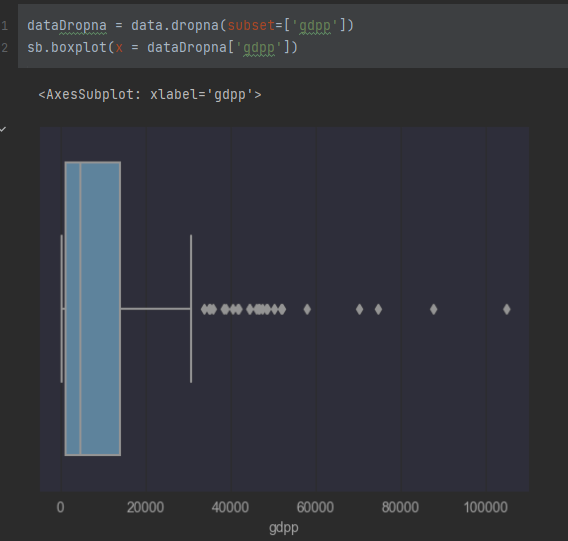 1 dataDropna = data.dropna(subset=['gdpp'])
2 sb.boxplot(x = dataDropna['gdpp'])
<AxesSubplot: xlabel='gdpp'>
0 20000 40000 60000 80000 100000
gdpp